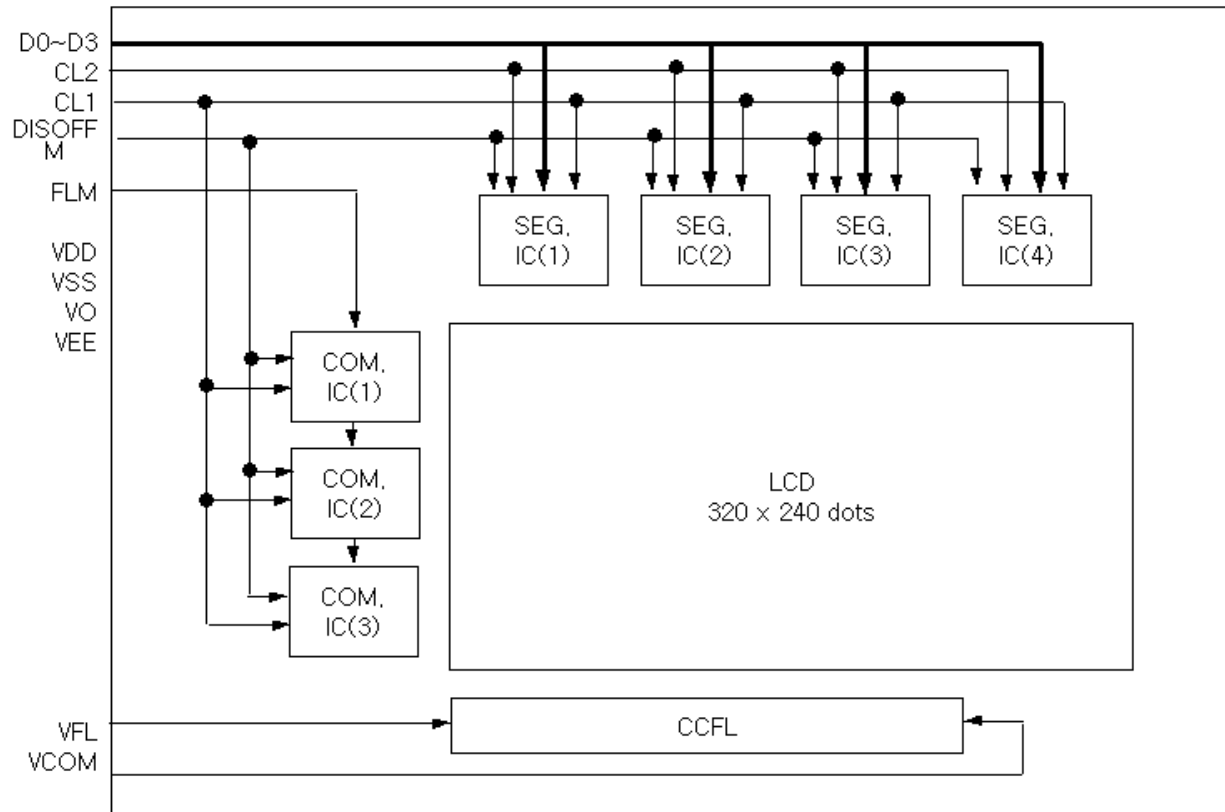 D0~D3
CL2
CL1
DISOFF
M
FLM
VDD
VSS
VO
VEE
SEG,
IC(1)
SEG,
IC(2)
SEG,
IC(3)
SEG,
IC(4)
COM,
IC(1)
COM,
IC(2)
COM,
IC(3)
LCD
320 × 240 dots
VFL
VCOM
CCFL